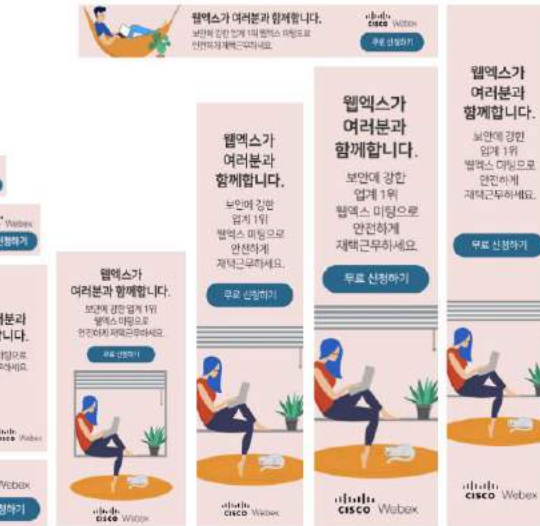 웹엑스가 여러분과 함께합니다.
보안에 강한 업계 1위 웹엑스 미팅으로
안전하게 재택근무하세요.
CISCO Webex
무료 신청하기
Webex
신청하기
CISCO Webex
Webex
웹엑스가
여러분과 함께합니다.
보안에 강한 업계 1위
웹엑스 미팅으로
안전하게 재택근무하세요.
무료 신청하기
CISCO Webex
웹엑스가
여러분과
함께합니다.
보안에 강한
업계 1위
웹엑스 미팅으로
안전하게
재택근무하세요.
무료 신청하기
CISCO Webex
웹엑스가
여러분과
함께합니다.
보안에 강한
업계 1위
웹엑스 미팅으로
안전하게
재택근무하세요.
무료 신청하기
CISCO Webex
웹엑스가
여러분과
함께합니다.
보안에 강한
업계 1위
웹엑스 미팅으로
안전하게
재택근무하세요.
무료 신청하기
CISCO Webex